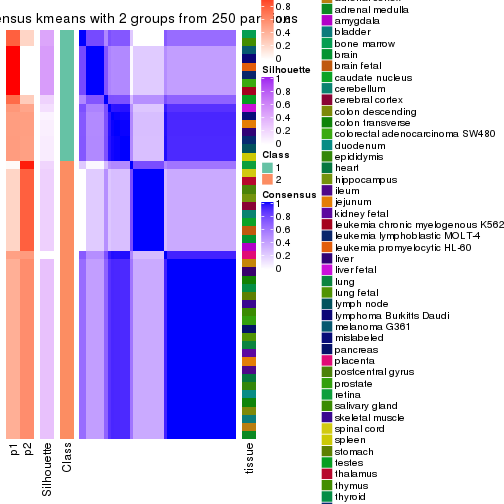 ensus kmeans with 2 groups from 250 partitions
0.8
0.6
0.4
0.2
0
Silhouette
1
0.8
0.6
0.4
0.2
0
Class
1
2
Consensus
1
0.8
0.6
0.4
0.2
0
p1
p2
Silhouette
Class
tissue
adrenal medulla
amygdala
bladder
bone marrow
brain
brain fetal
caudate nucleus
cerebellum
cerebral cortex
colon descending
colon transverse
colorectal adenocarcinoma SW480
duodenum
epididymis
heart
hippocampus
ileum
jejunum
kidney fetal
leukemia chronic myelogenous K562
leukemia lymphoblastic MOLT-4
leukemia promyelocytic HL-60
liver
liver fetal
lung
lung fetal
lymph node
lymphoma Burkitts Daudi
melanoma G361
mislabeled
pancreas
placenta
postcentral gyrus
prostate
retina
salivary gland
skeletal muscle
spinal cord
spleen
stomach
testes
thalamus
thymus
thyroid